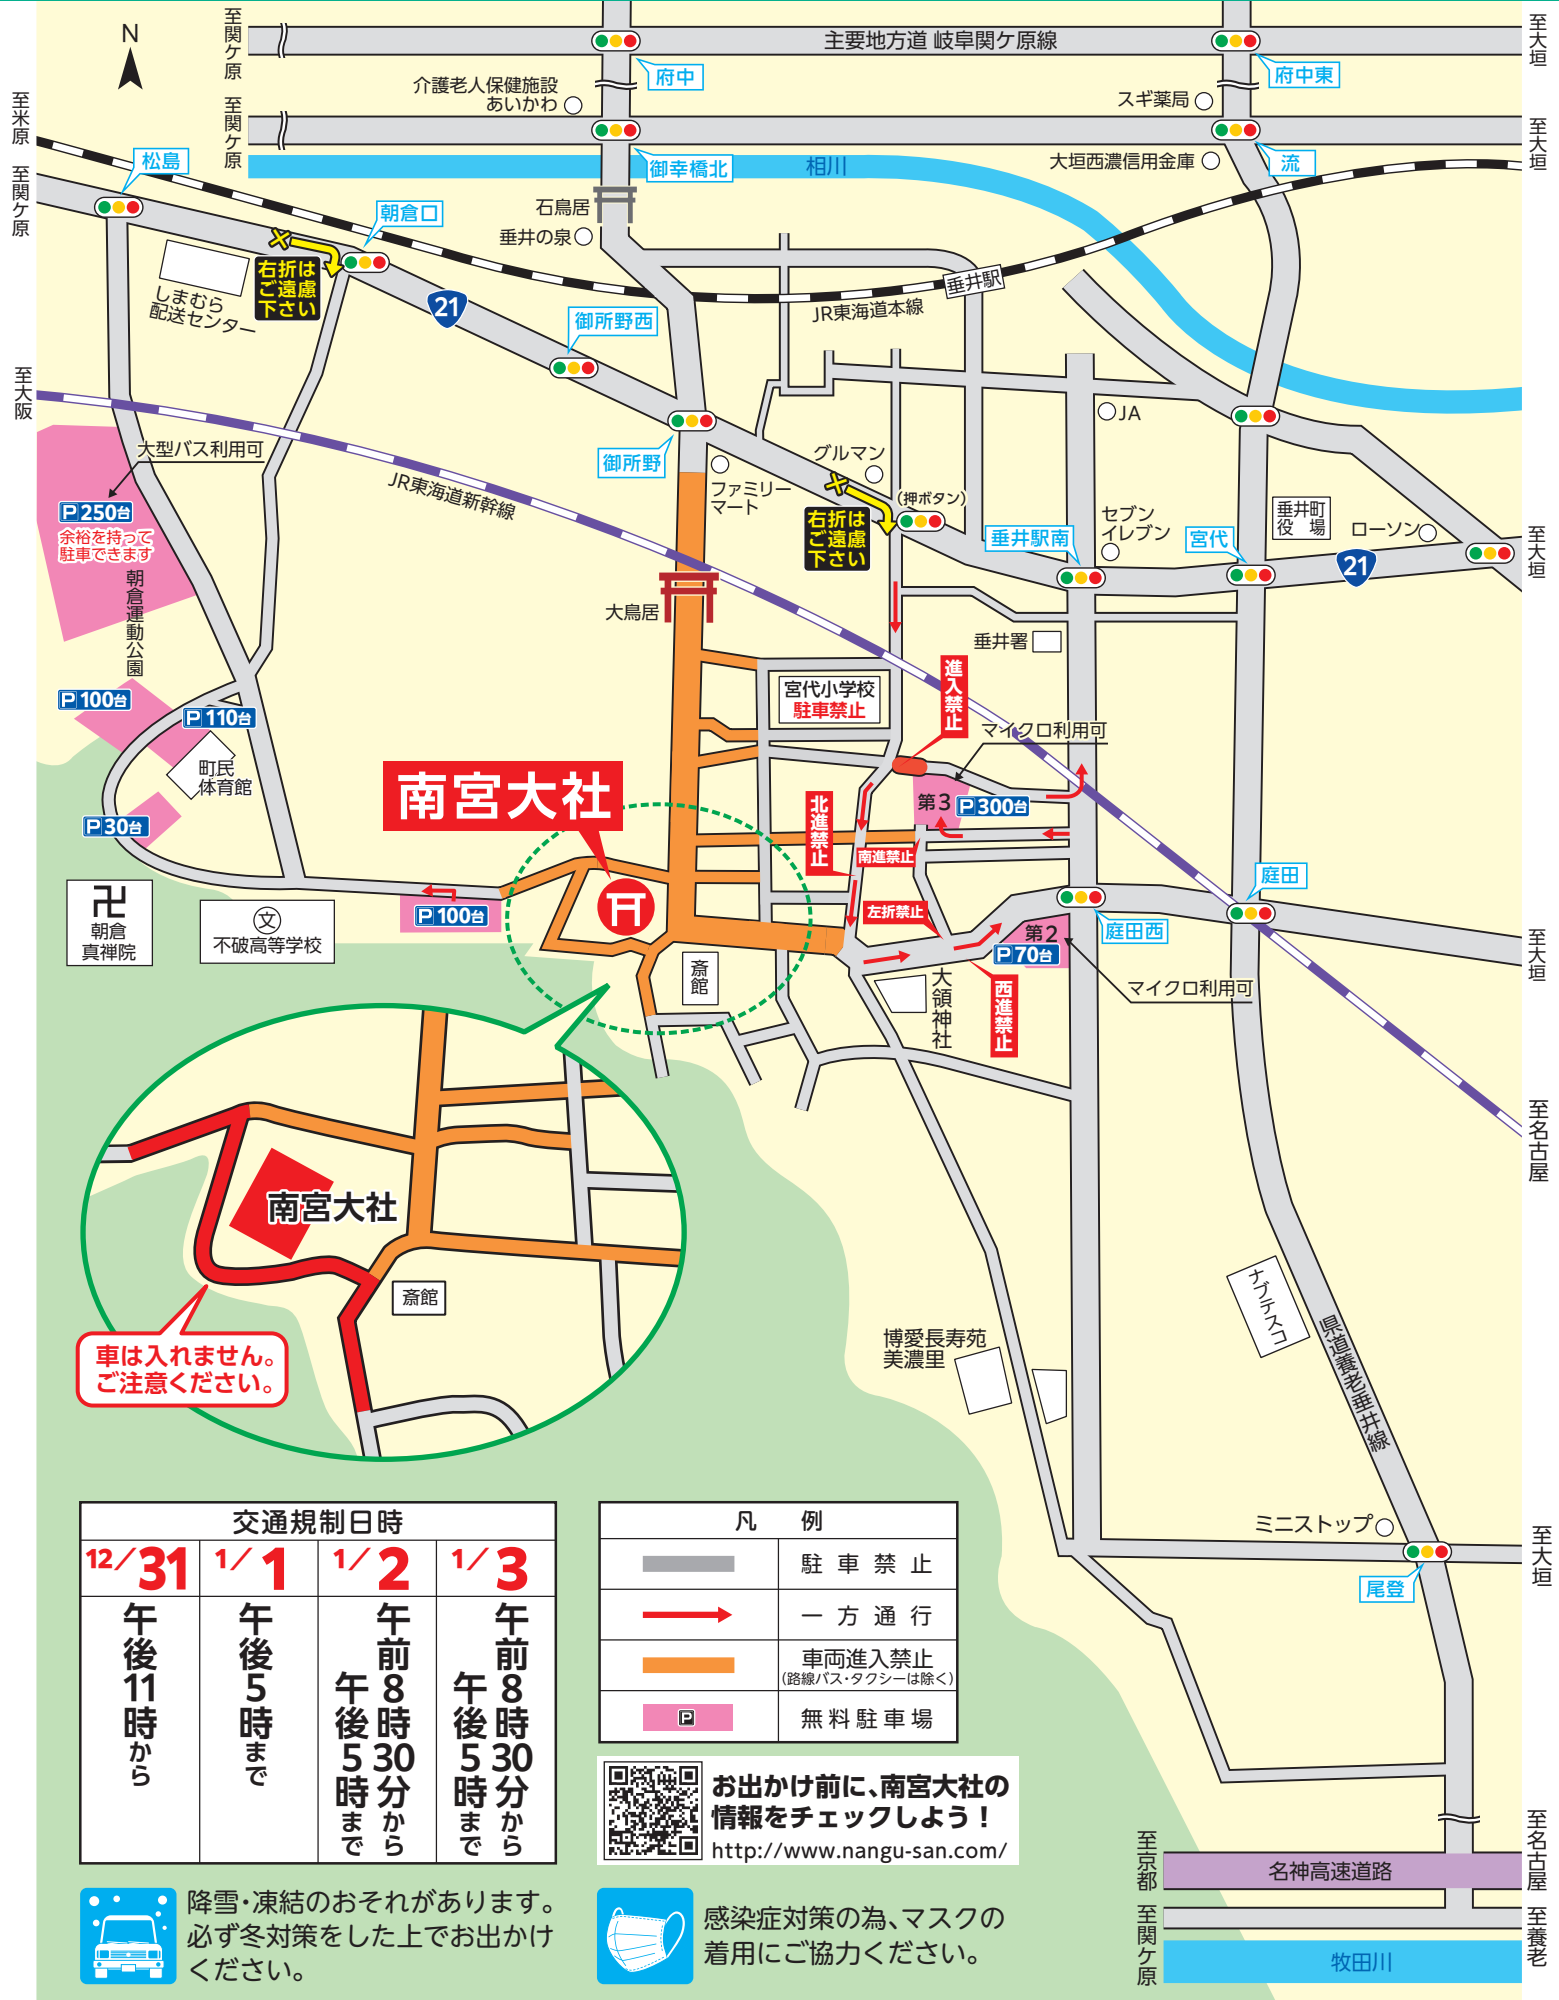 N
至関ケ原
主要地方道 岐阜関ケ原線
至大垣
府中
府中東
介護老人保健施設
あいかわ
スギ薬局
至米原
至関ケ原
至大垣
松島
御幸橋北
相川
大垣西濃信用金庫
流
至関ケ原
石鳥居
朝倉口
垂井の泉
右折は
ご遠慮
下さい
しまむら
配送センター
21
垂井駅
JR東海道本線
御所野西
至大阪
JA
大型バス利用可
御所野
グルマン
JR東海道新幹線
ファミリー
マート
(押ボタン)
P250台
余裕を持って
駐車できます
右折は
ご遠慮
下さい
垂井駅南
セブン
イレブン
宮代
垂井町
役 場
ローソン
21
至大垣
朝倉運動公園
大鳥居
垂井署
P100台
P110台
宮代小学校
駐車禁止
進入禁止
マイクロ利用可
町民
体育館
南宮大社
第3
P300台
P30台
北進禁止
南進禁止
庭田
卍
朝倉
真禅院
文
不破高等学校
P100台
左折禁止
第2
P70台
庭田西
至大垣
斎館
大領神社
西進禁止
マイクロ利用可
至名古屋
南宮大社
斎館
車は入れません。
ご注意ください。
ナブテスコ
県道養老垂井線
博愛長寿苑
美濃里
ミニストップ
至大垣
尾登
交通規制日時
12/31
1/1
1/2
1/3
午後11時から
午後5時まで
午前8時30分から
午後5時まで
午前8時30分から
午後5時まで
凡 例
駐車禁止
一方通行
車両進入禁止
(路線バス・タクシーは除く)
P
無料駐車場
お出かけ前に、南宮大社の
情報をチェックしよう!
http://www.nangu-san.com/
至京都
名神高速道路
至名古屋
至関ケ原
至養老
牧田川
降雪・凍結のおそれがあります。
必ず冬対策をした上でお出かけ
ください。
感染症対策の為、マスクの
着用にご協力ください。